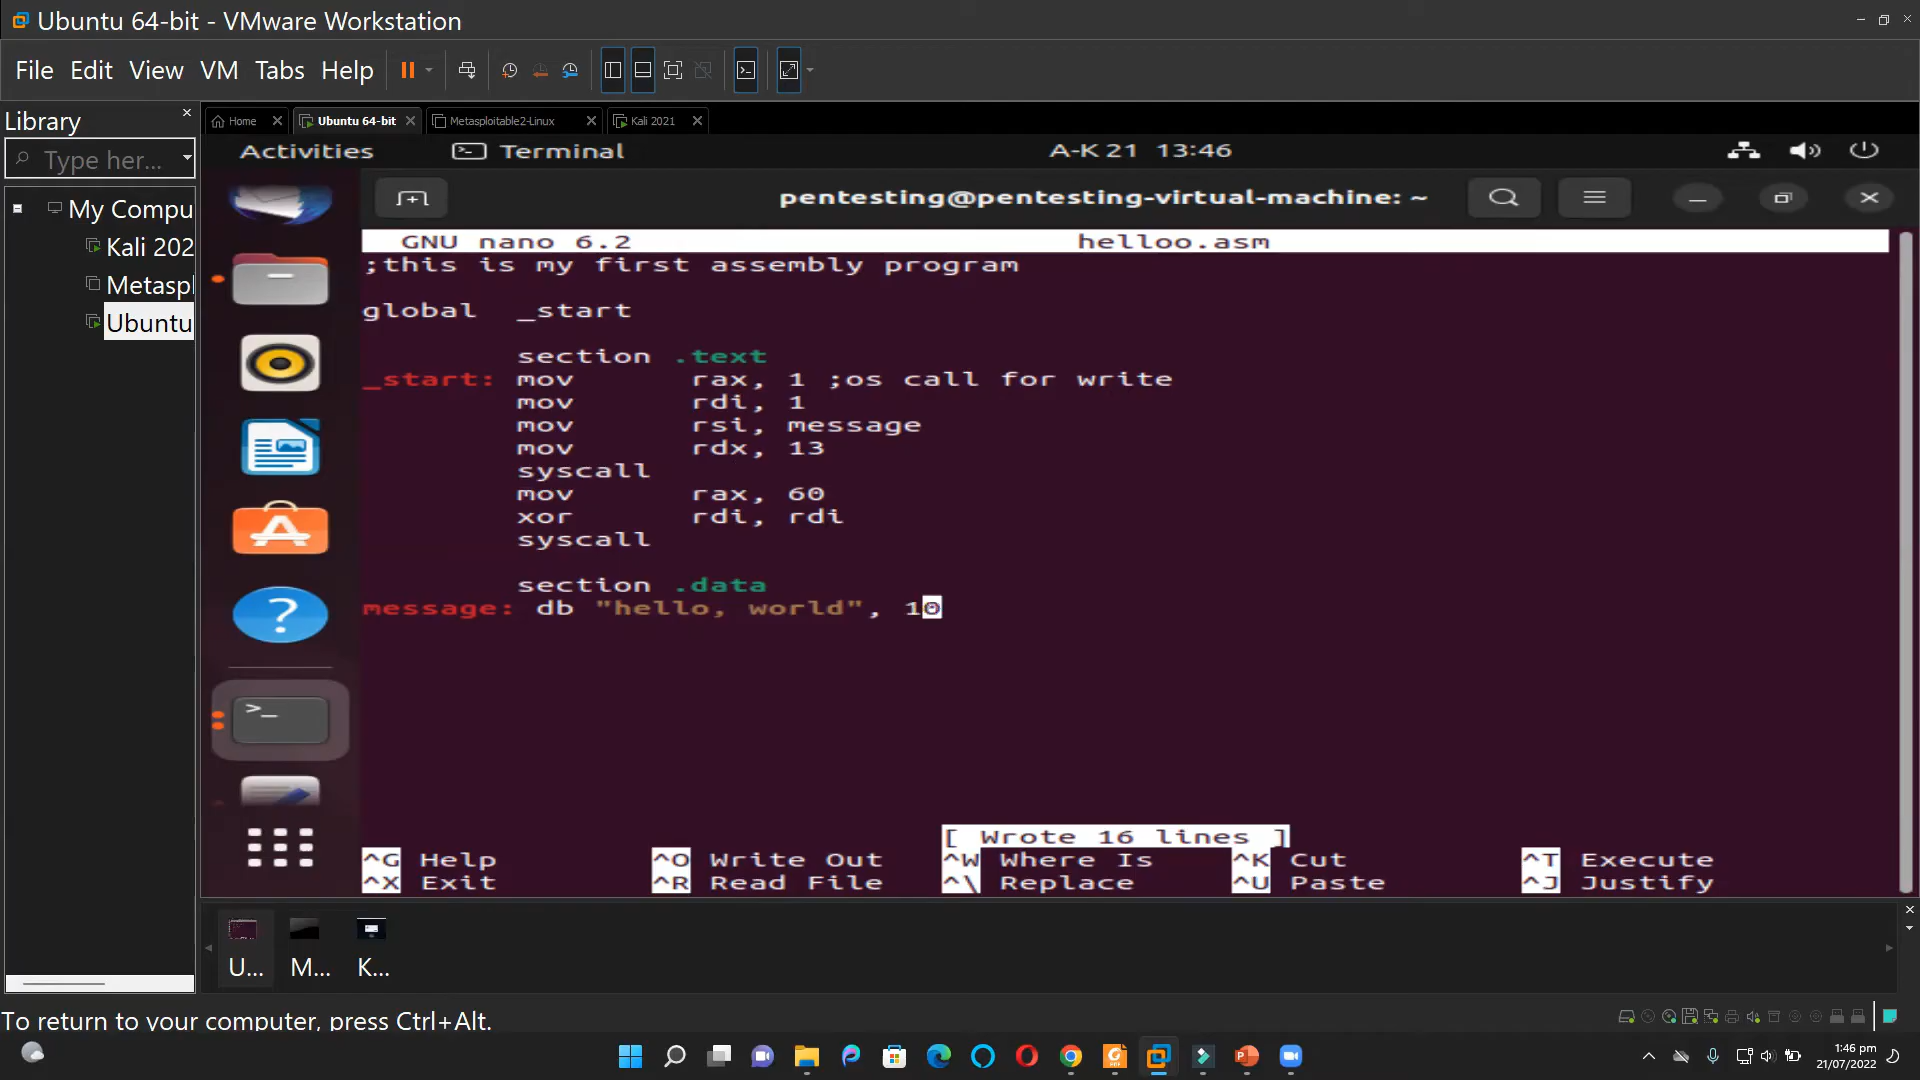 Ubuntu 64-bit - VMware Workstation
File Edit View VM Tabs Help
Library
Type her...
My Compu
Kali 202
Metaspl
Ubuntu
Home
Ubuntu 64-bit
Metasploitable2-Linux
Kali 2021
Activities
Terminal
A-K 21 13:46
pentesting@pentesting-virtual-machine: ~
GNU nano 6.2 helloo.asm
;this is my first assembly program
global _start
section .text
_start: mov rax, 1 ;os call for write
mov rdi, 1
mov rsi, message
mov rdx, 13
syscall
mov rax, 60
xor rdi, rdi
syscall
section .data
message: db "hello, world", 10
[ Wrote 16 lines ]
^G Help ^O Write Out ^W Where Is ^K Cut ^T Execute
^X Exit ^R Read File ^\ Replace ^U Paste ^J Justify
U... M... K...
To return to your computer, press Ctrl+Alt.
1:46 pm
21/07/2022